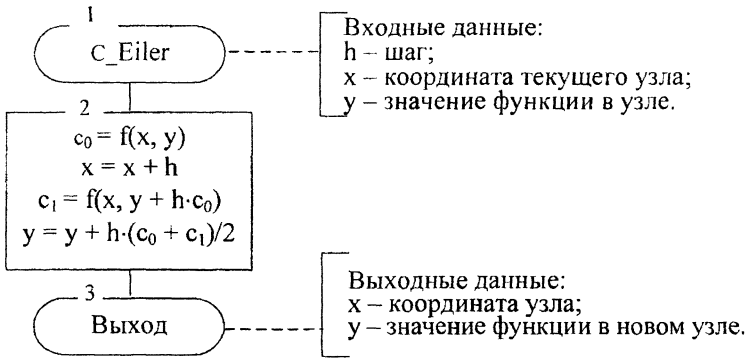 1
C_Eiler
Входные данные:
h – шаг;
x – координата текущего узла;
y – значение функции в узле.
2
c₀ = f(x, y)
x = x + h
c₁ = f(x, y + h·c₀)
y = y + h·(c₀ + c₁)/2
3
Выход
Выходные данные:
x – координата узла;
y – значение функции в новом узле.